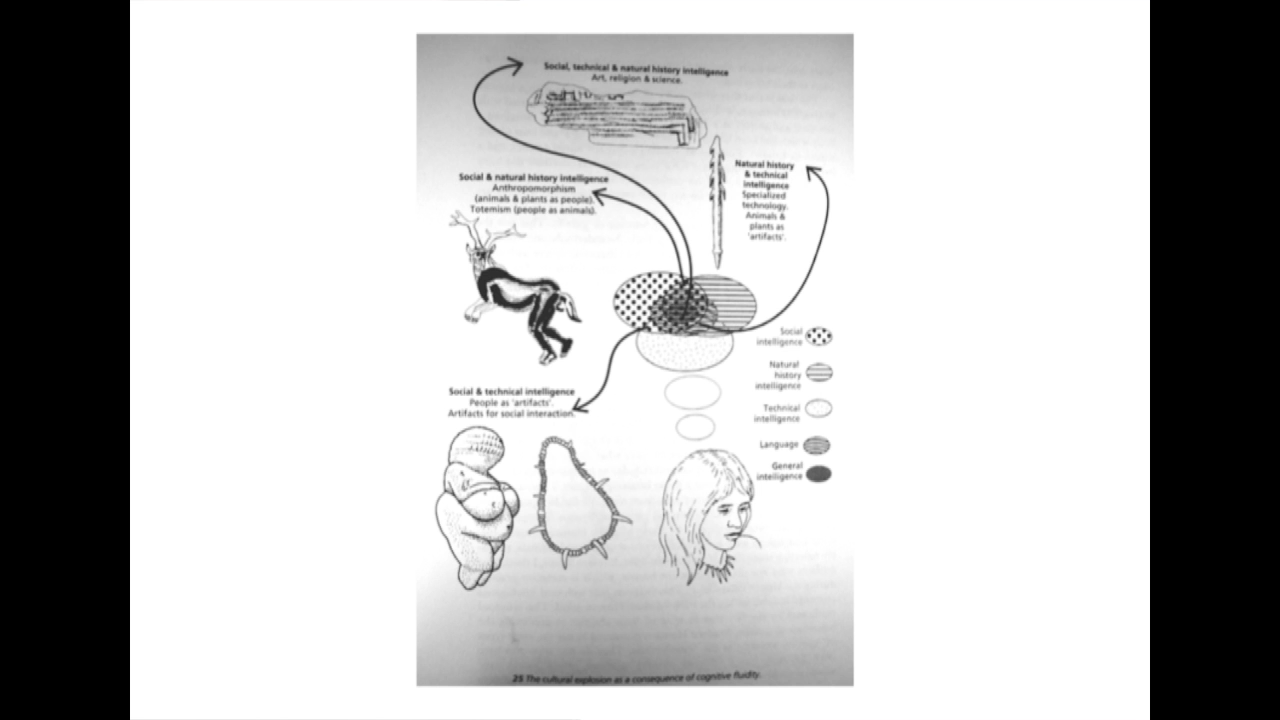 Social, technical & natural history intelligence
Art, religion & science.
Natural history
& technical
intelligence
Specialized
technology.
Animals &
plants as
'artifacts'.
Social & natural history intelligence
Anthropomorphism
(animals & plants as people).
Totemism (people as animals).
Social
intelligence
Natural
history
intelligence
Technical
intelligence
Language
General
intelligence
Social & technical intelligence
People as 'artifacts'.
Artifacts for social interaction.
25 The cultural explosion as a consequence of cognitive fluidity.